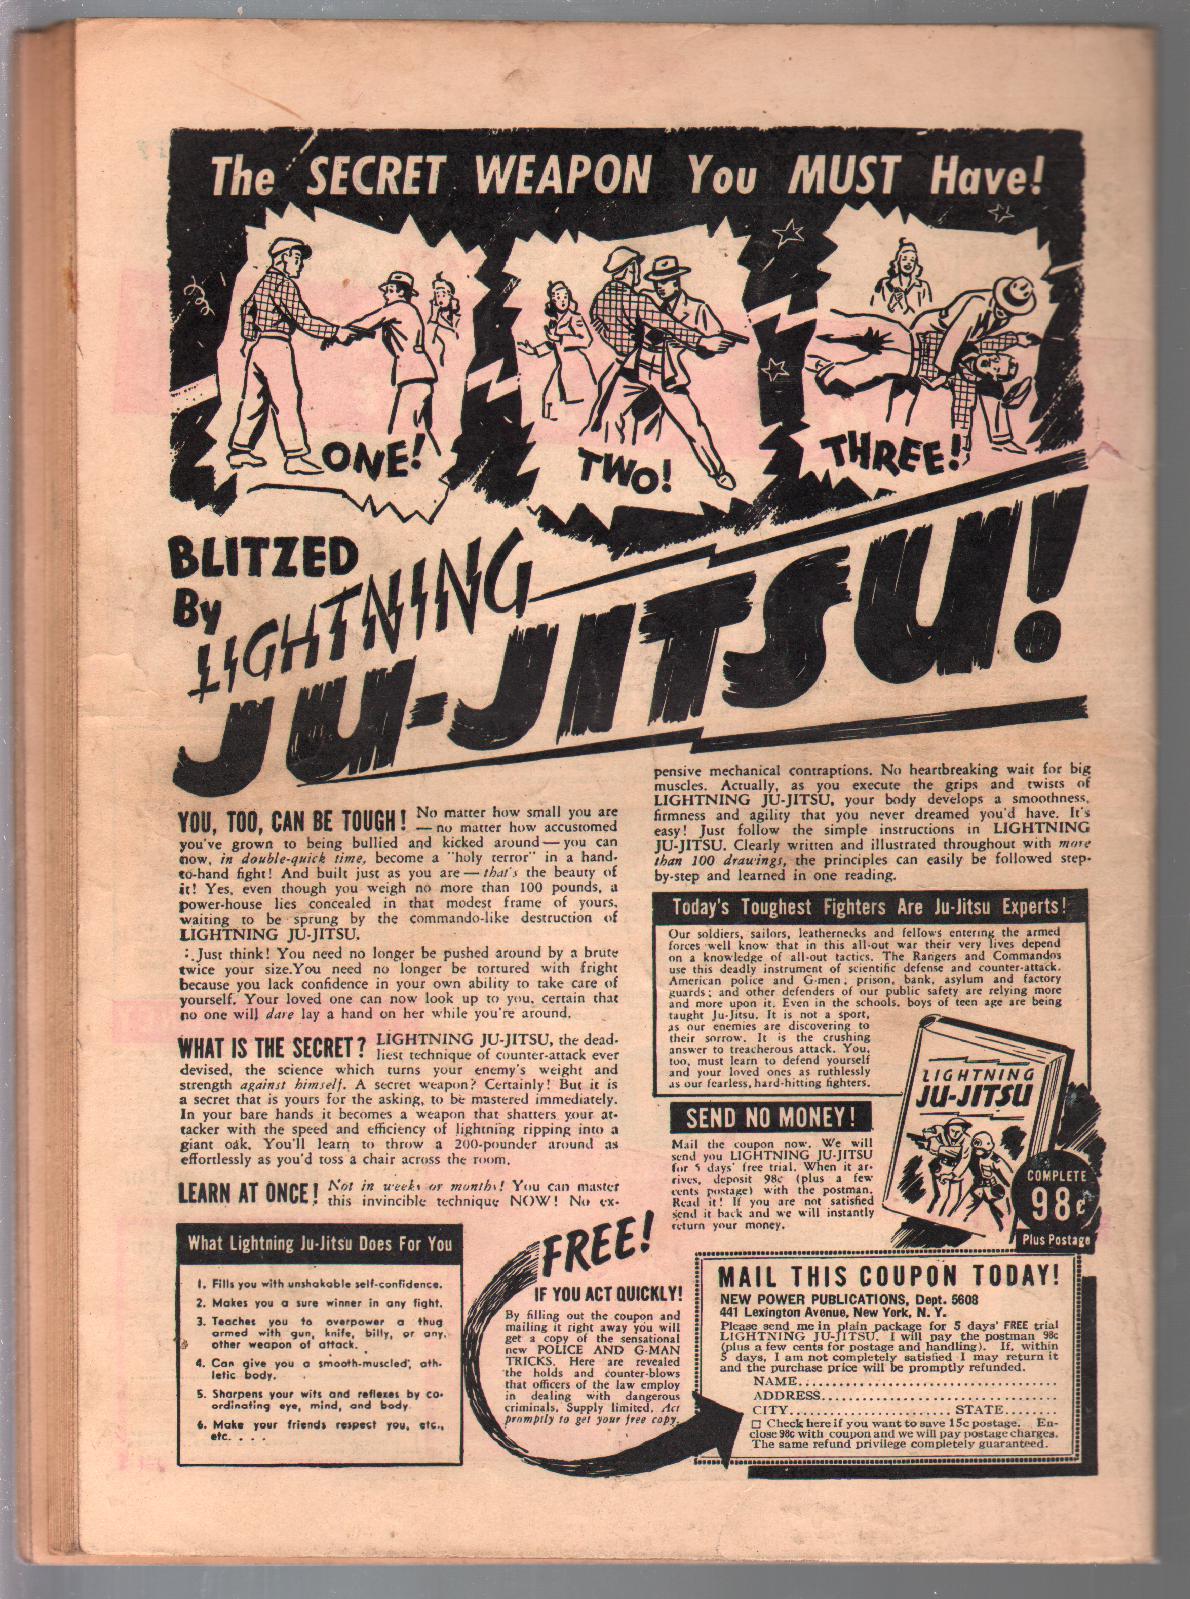 The SECRET WEAPON You MUST Have!
ONE!
TWO!
THREE!
BLITZED
By
LIGHTNING
JU-JITSU!
YOU, TOO, CAN BE TOUGH! No matter how small you are
—no matter how accustomed
you've grown to being bullied and kicked around—you can
now, in double-quick time, become a "holy terror" in a hand-
to-hand fight! And built just as you are—that's the beauty of
it! Yes, even though you weigh no more than 100 pounds, a
power-house lies concealed in that modest frame of yours,
waiting to be sprung by the commando-like destruction of
LIGHTNING JU-JITSU.
Just think! You need no longer be pushed around by a brute
twice your size.You need no longer be tortured with fright
because you lack confidence in your own ability to take care of
yourself. Your loved one can now look up to you, certain that
no one will dare lay a hand on her while you're around.
WHAT IS THE SECRET? LIGHTNING JU-JITSU, the dead-
liest technique of counter-attack ever
devised, the science which turns your enemy's weight and
strength against himself. A secret weapon? Certainly! But it is
a secret that is yours for the asking, to be mastered immediately.
In your bare hands it becomes a weapon that shatters your at-
tacker with the speed and efficiency of lightning ripping into a
giant oak. You'll learn to throw a 200-pounder around as
effortlessly as you'd toss a chair across the room.
LEARN AT ONCE! Not in weeks or months! You can master
this invincible technique NOW! No ex-
pensive mechanical contraptions. No heartbreaking wait for big
muscles. Actually, as you execute the grips and twists of
LIGHTNING JU-JITSU, your body develops a smoothness,
firmness and agility that you never dreamed you'd have. It's
easy! Just follow the simple instructions in LIGHTNING
JU-JITSU. Clearly written and illustrated throughout with more
than 100 drawings, the principles can easily be followed step-
by-step and learned in one reading.
Today's Toughest Fighters Are Ju-Jitsu Experts!
Our soldiers, sailors, leathernecks and fellows entering the armed
forces well know that in this all-out war their very lives depend
on a knowledge of all-out tactics. The Rangers and Commandos
use this deadly instrument of scientific defense and counter-attack.
American police and G-men; prison, bank, asylum and factory
guards; and other defenders of our public safety are relying more
and more upon it. Even in the schools, boys of teen age are being
taught Ju-Jitsu. It is not a sport,
as our enemies are discovering to
their sorrow. It is the crushing
answer to treacherous attack. You,
too, must learn to defend yourself
and your loved ones as ruthlessly
as our fearless, hard-hitting fighters.
LIGHTNING
JU-JITSU
COMPLETE
98c
Plus Postage
SEND NO MONEY!
Mail the coupon now. We will
send you LIGHTNING JU-JITSU
for 5 days' free trial. When it ar-
rives, deposit 98c (plus a few
cents postage) with the postman.
Read it! If you are not satisfied
send it back and we will instantly
return your money.
What Lightning Ju-Jitsu Does For You
1. Fills you with unshakable self-confidence.
2. Makes you a sure winner in any fight.
3. Teaches you to overpower a thug
armed with gun, knife, billy, or any
other weapon of attack.
4. Can give you a smooth-muscled, ath-
letic body.
5. Sharpens your wits and reflexes by co-
ordinating eye, mind, and body.
6. Make your friends respect you, etc.,
etc. . . .
FREE!
IF YOU ACT QUICKLY!
By filling out the coupon and
mailing it right away you will
get a copy of the sensational
new POLICE AND G-MAN
TRICKS. Here are revealed
the holds and counter-blows
that officers of the law employ
in dealing with dangerous
criminals. Supply limited. Act
promptly to get your free copy.
MAIL THIS COUPON TODAY!
NEW POWER PUBLICATIONS, Dept. 5608
441 Lexington Avenue, New York, N. Y.
Please send me in plain package for 5 days' FREE trial
LIGHTNING JU-JITSU. I will pay the postman 98c
(plus a few cents for postage and handling). If, within
5 days, I am not completely satisfied I may return it
and the purchase price will be promptly refunded.
NAME....................................
ADDRESS.................................
CITY........................STATE........
□ Check here if you want to save 15c postage. En-
close 98c with coupon and we will pay postage charges.
The same refund privilege completely guaranteed.